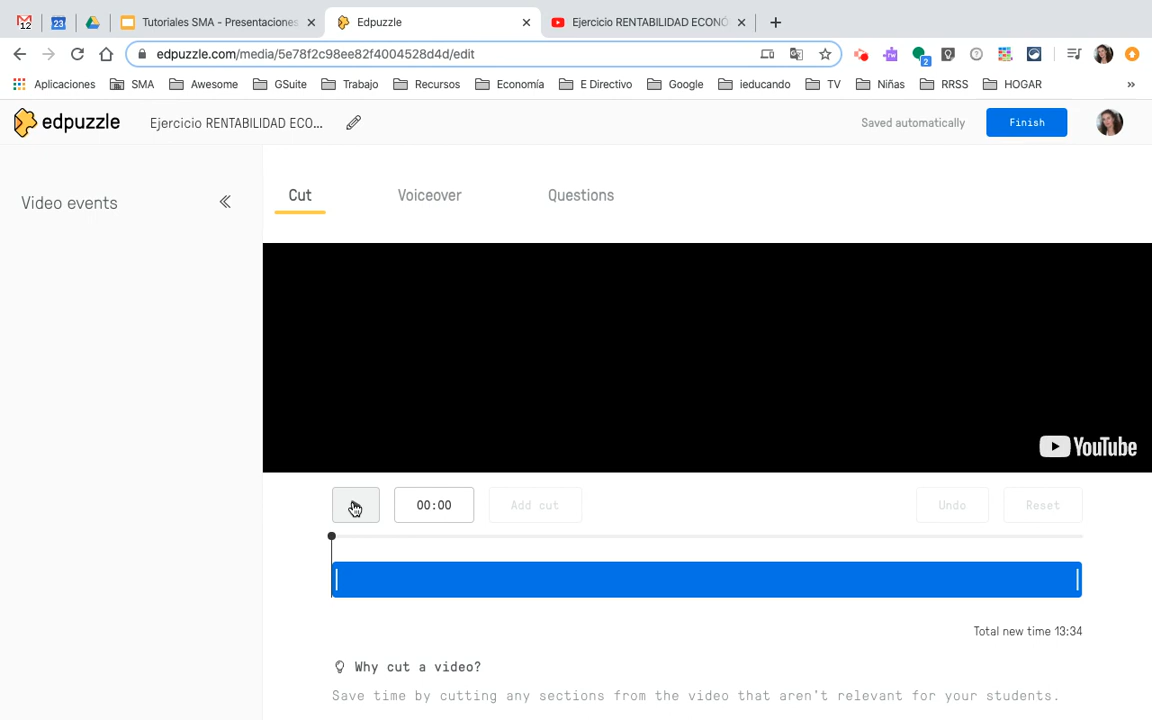 12
23
Tutoriales SMA - Presentaciones
Edpuzzle
Ejercicio RENTABILIDAD ECONÓ
edpuzzle.com/media/5e78f2c98ee82f4004528d4d/edit
rw
2
Aplicaciones
SMA
Awesome
GSuite
Trabajo
Recursos
Economía
E Directivo
Google
ieducando
TV
Niñas
RRSS
HOGAR
»
edpuzzle
Ejercicio RENTABILIDAD ECO...
Saved automatically
Finish
Video events
Cut
Voiceover
Questions
YouTube
00:00
Add cut
Undo
Reset
Total new time 13:34
Why cut a video?
Save time by cutting any sections from the video that aren't relevant for your students.